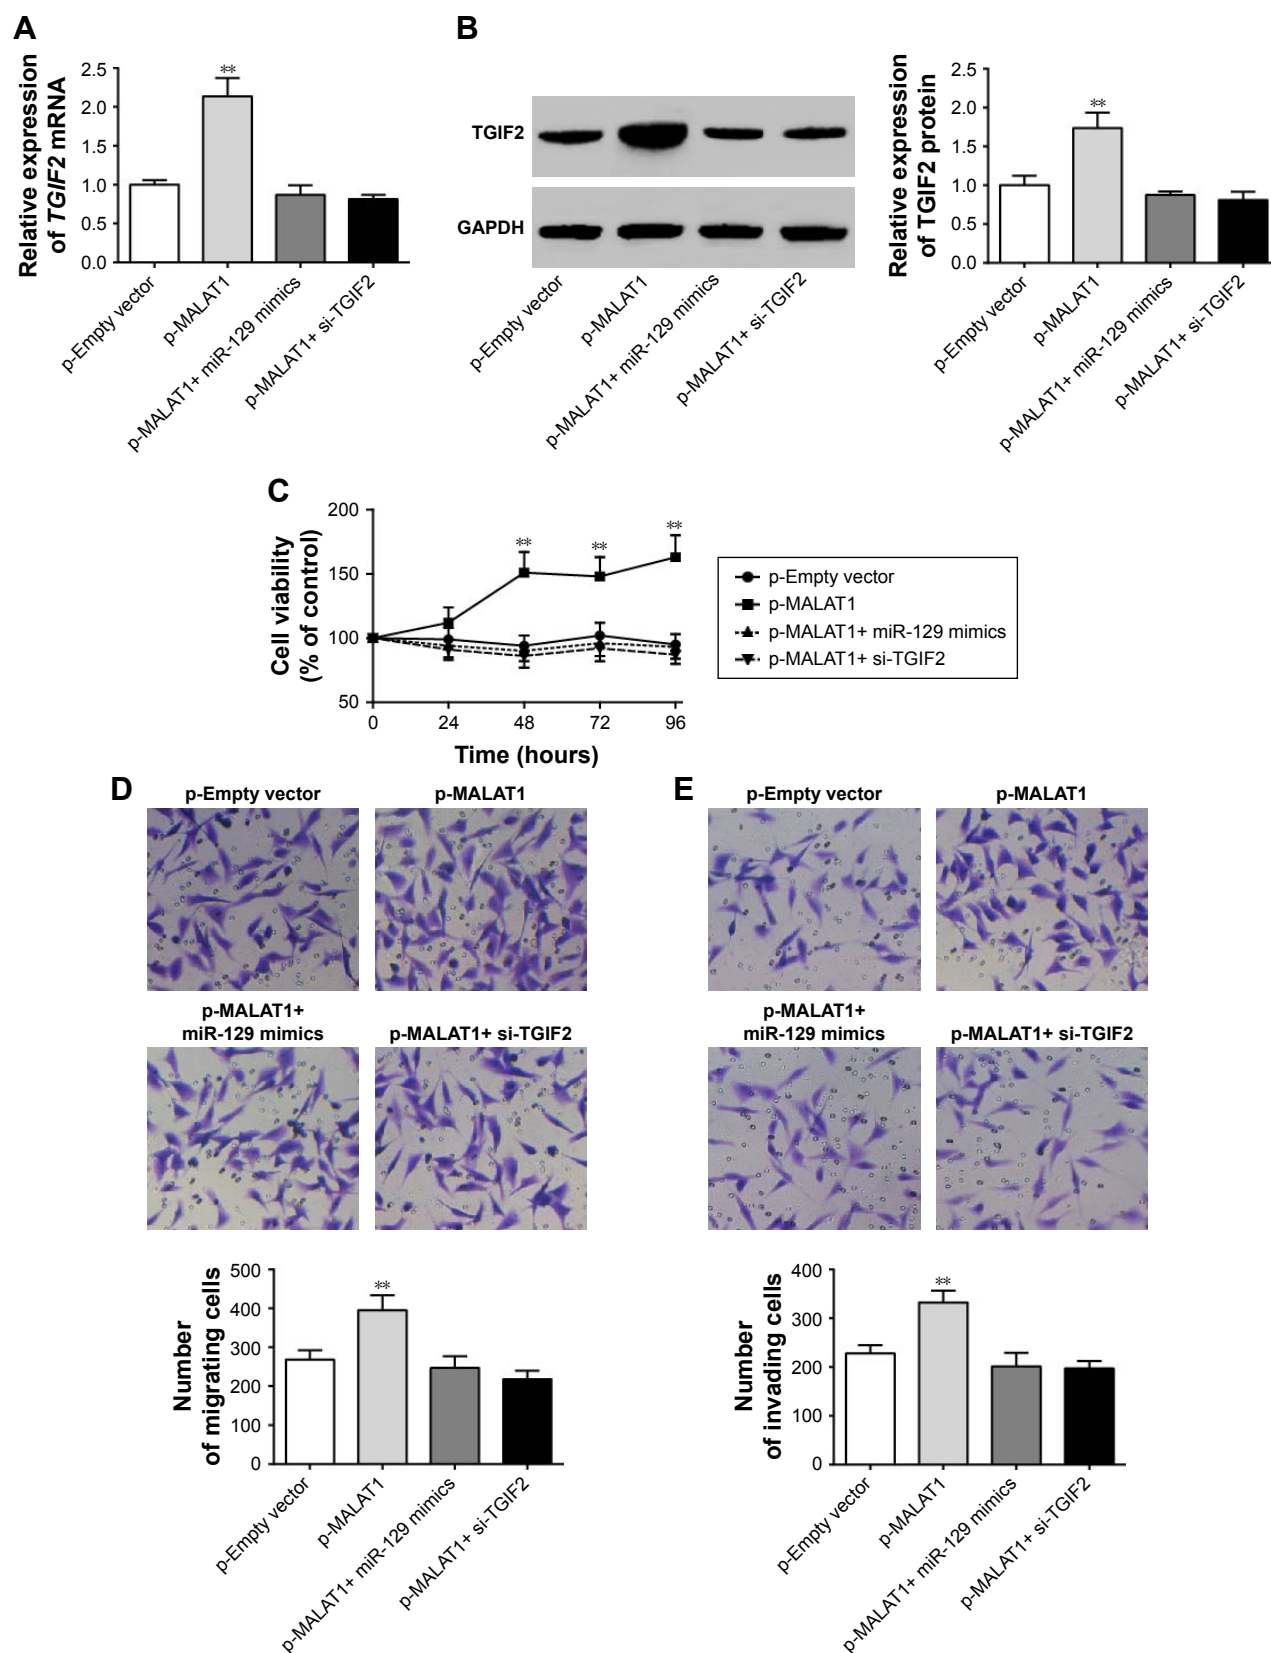 A
Relative expression
of TGIF2 mRNA
2.5
2.0
1.5
1.0
0.5
0.0
**
p-Empty vector
p-MALAT1
p-MALAT1+ miR-129 mimics
p-MALAT1+ si-TGIF2
B
TGIF2
GAPDH
p-Empty vector
p-MALAT1
p-MALAT1+ miR-129 mimics
p-MALAT1+ si-TGIF2
Relative expression
of TGIF2 protein
2.5
2.0
1.5
1.0
0.5
0.0
**
p-Empty vector
p-MALAT1
p-MALAT1+ miR-129 mimics
p-MALAT1+ si-TGIF2
C
Cell viability
(% of control)
200
150
100
50
** ** **
0 24 48 72 96
Time (hours)
p-Empty vector
p-MALAT1
p-MALAT1+ miR-129 mimics
p-MALAT1+ si-TGIF2
D
p-Empty vector
p-MALAT1
p-MALAT1+
miR-129 mimics
p-MALAT1+ si-TGIF2
Number
of migrating cells
500
400
300
200
100
0
**
p-Empty vector
p-MALAT1
p-MALAT1+ miR-129 mimics
p-MALAT1+ si-TGIF2
E
p-Empty vector
p-MALAT1
p-MALAT1+
miR-129 mimics
p-MALAT1+ si-TGIF2
Number
of invading cells
400
300
200
100
0
**
p-Empty vector
p-MALAT1
p-MALAT1+ miR-129 mimics
p-MALAT1+ si-TGIF2